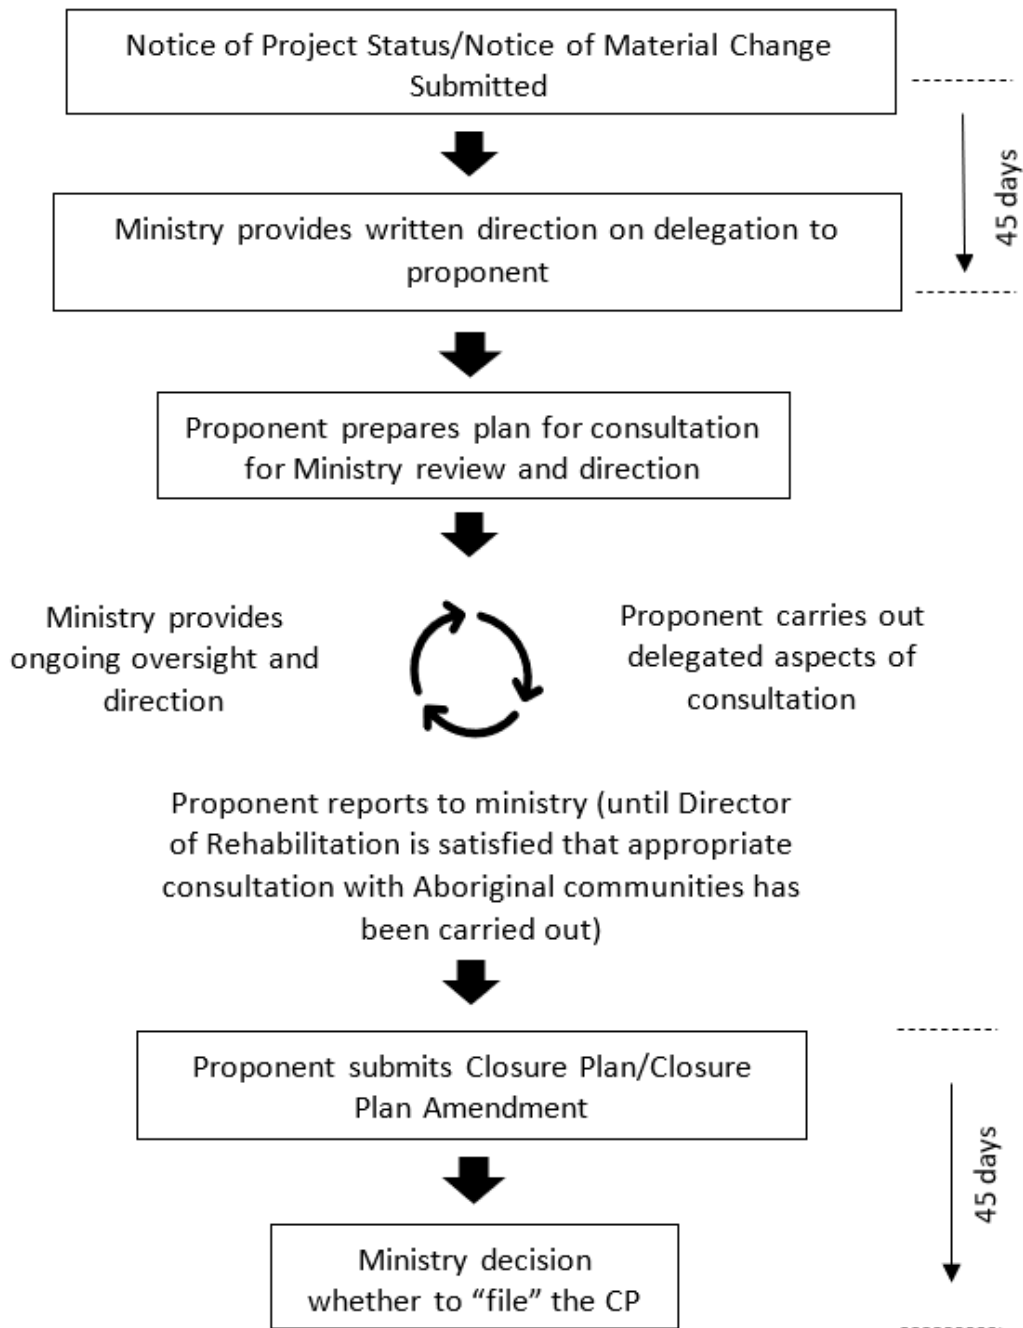 Notice of Project Status/Notice of Material Change
Submitted
45 days
Ministry provides written direction on delegation to
proponent
Proponent prepares plan for consultation
for Ministry review and direction
Ministry provides
ongoing oversight and
direction
Proponent carries out
delegated aspects of
consultation
Proponent reports to ministry (until Director
of Rehabilitation is satisfied that appropriate
consultation with Aboriginal communities has
been carried out)
Proponent submits Closure Plan/Closure
Plan Amendment
45 days
Ministry decision
whether to “file” the CP